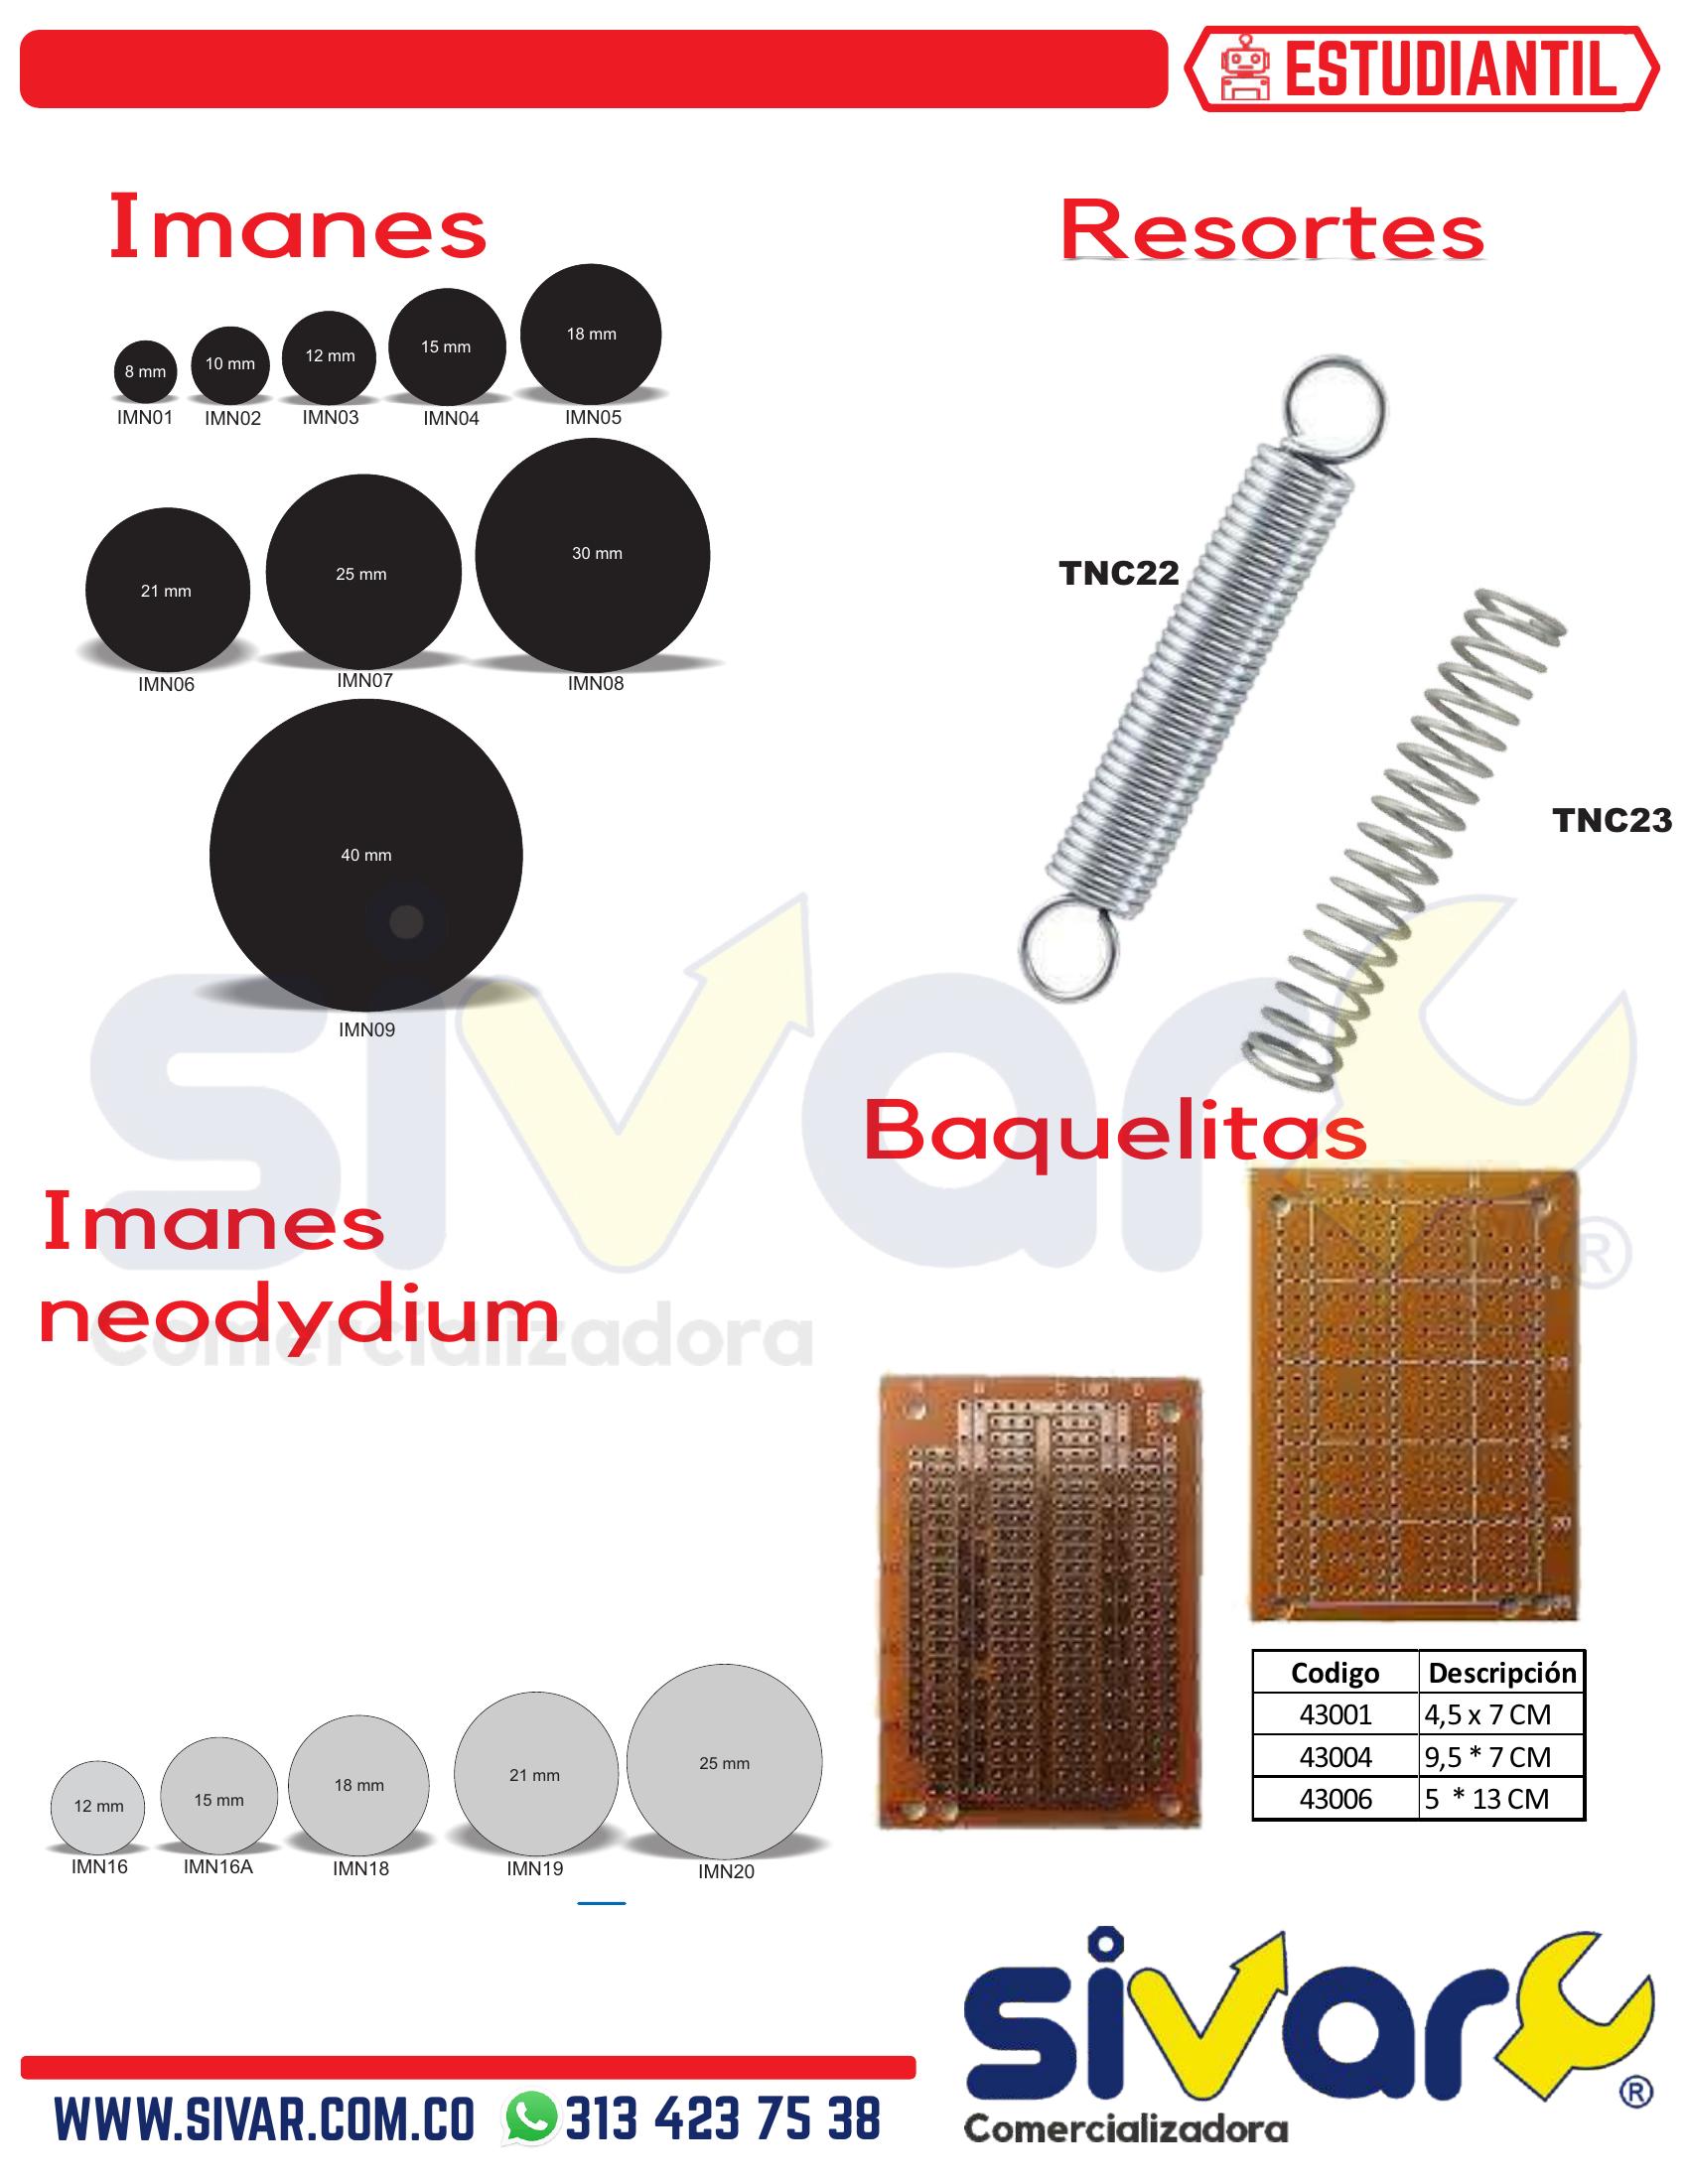 ESTUDIANTIL
Imanes
8 mm
10 mm
12 mm
15 mm
18 mm
IMN01
IMN02
IMN03
IMN04
IMN05
21 mm
25 mm
30 mm
IMN06
IMN07
IMN08
40 mm
IMN09
Resortes
TNC22
TNC23
sivar
Comercializadora
®
Imanes
neodydium
12 mm
15 mm
18 mm
21 mm
25 mm
IMN16
IMN16A
IMN18
IMN19
IMN20
Baquelitas
Codigo Descripción
43001 4,5 x 7 CM
43004 9,5 * 7 CM
43006 5 * 13 CM
WWW.SIVAR.COM.CO 313 423 75 38
sivar
®
Comercializadora